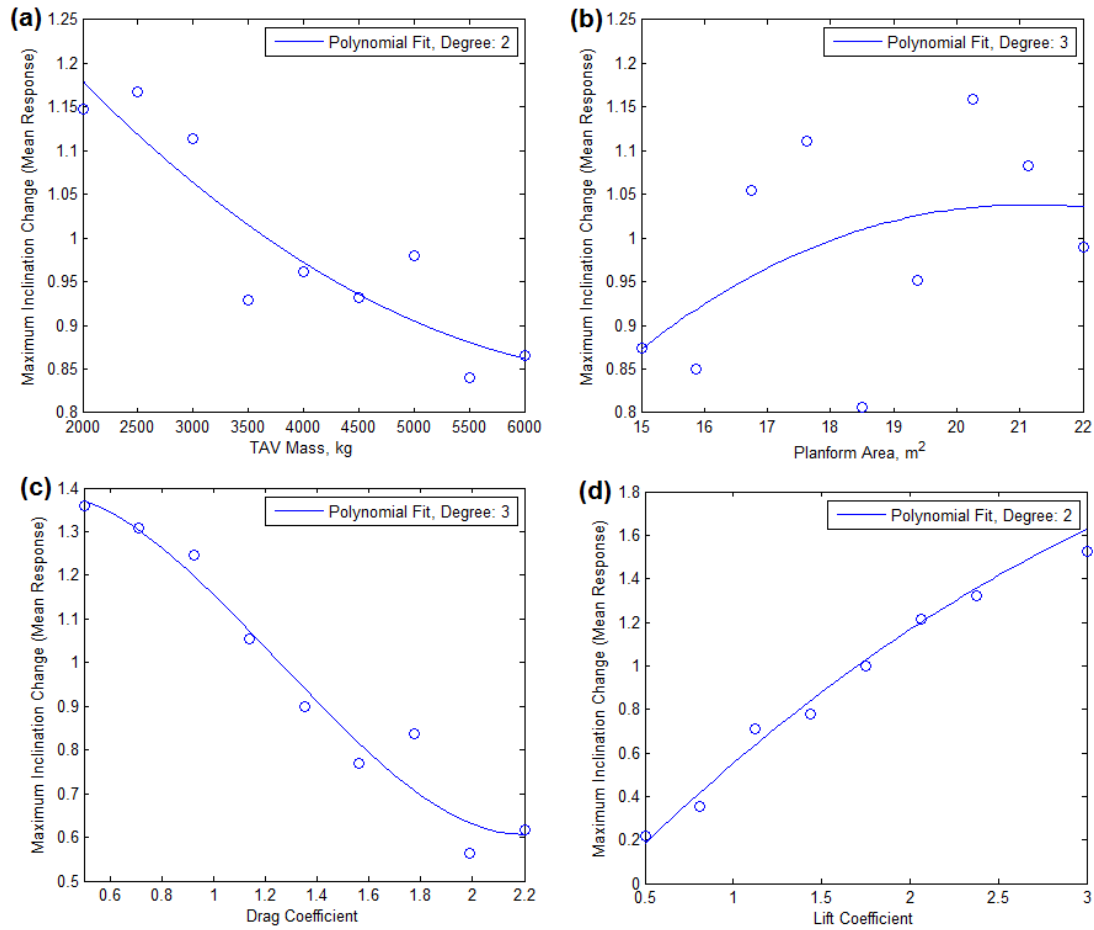 (a)
Polynomial Fit, Degree: 2
Maximum Inclination Change (Mean Response)
1.25
1.2
1.15
1.1
1.05
1
0.95
0.9
0.85
0.8
2000 2500 3000 3500 4000 4500 5000 5500 6000
TAV Mass, kg
(b)
Polynomial Fit, Degree: 3
Maximum Inclination Change (Mean Response)
1.25
1.2
1.15
1.1
1.05
1
0.95
0.9
0.85
0.8
15 16 17 18 19 20 21 22
Planform Area, m²
(c)
Polynomial Fit, Degree: 3
Maximum Inclination Change (Mean Response)
1.4
1.3
1.2
1.1
1
0.9
0.8
0.7
0.6
0.5
0.6 0.8 1 1.2 1.4 1.6 1.8 2 2.2
Drag Coefficient
(d)
Polynomial Fit, Degree: 2
Maximum Inclination Change (Mean Response)
1.8
1.6
1.4
1.2
1
0.8
0.6
0.4
0.2
0
0.5 1 1.5 2 2.5 3
Lift Coefficient